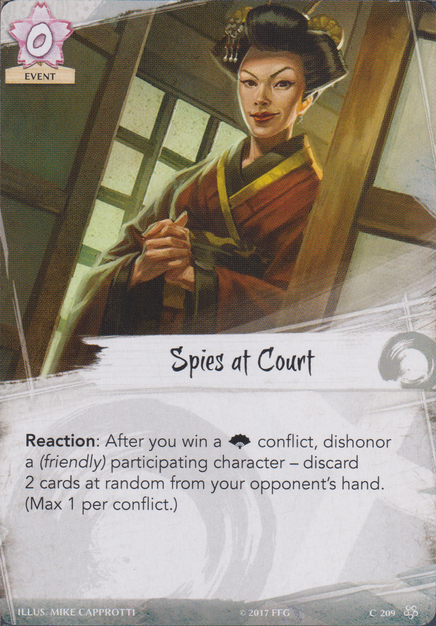 0
EVENT
Spies at Court
Reaction: After you win a conflict, dishonor
a (friendly) participating character – discard
2 cards at random from your opponent's hand.
(Max 1 per conflict.)
ILLUS. MIKE CAPPROTTI © 2017 FFG C 209